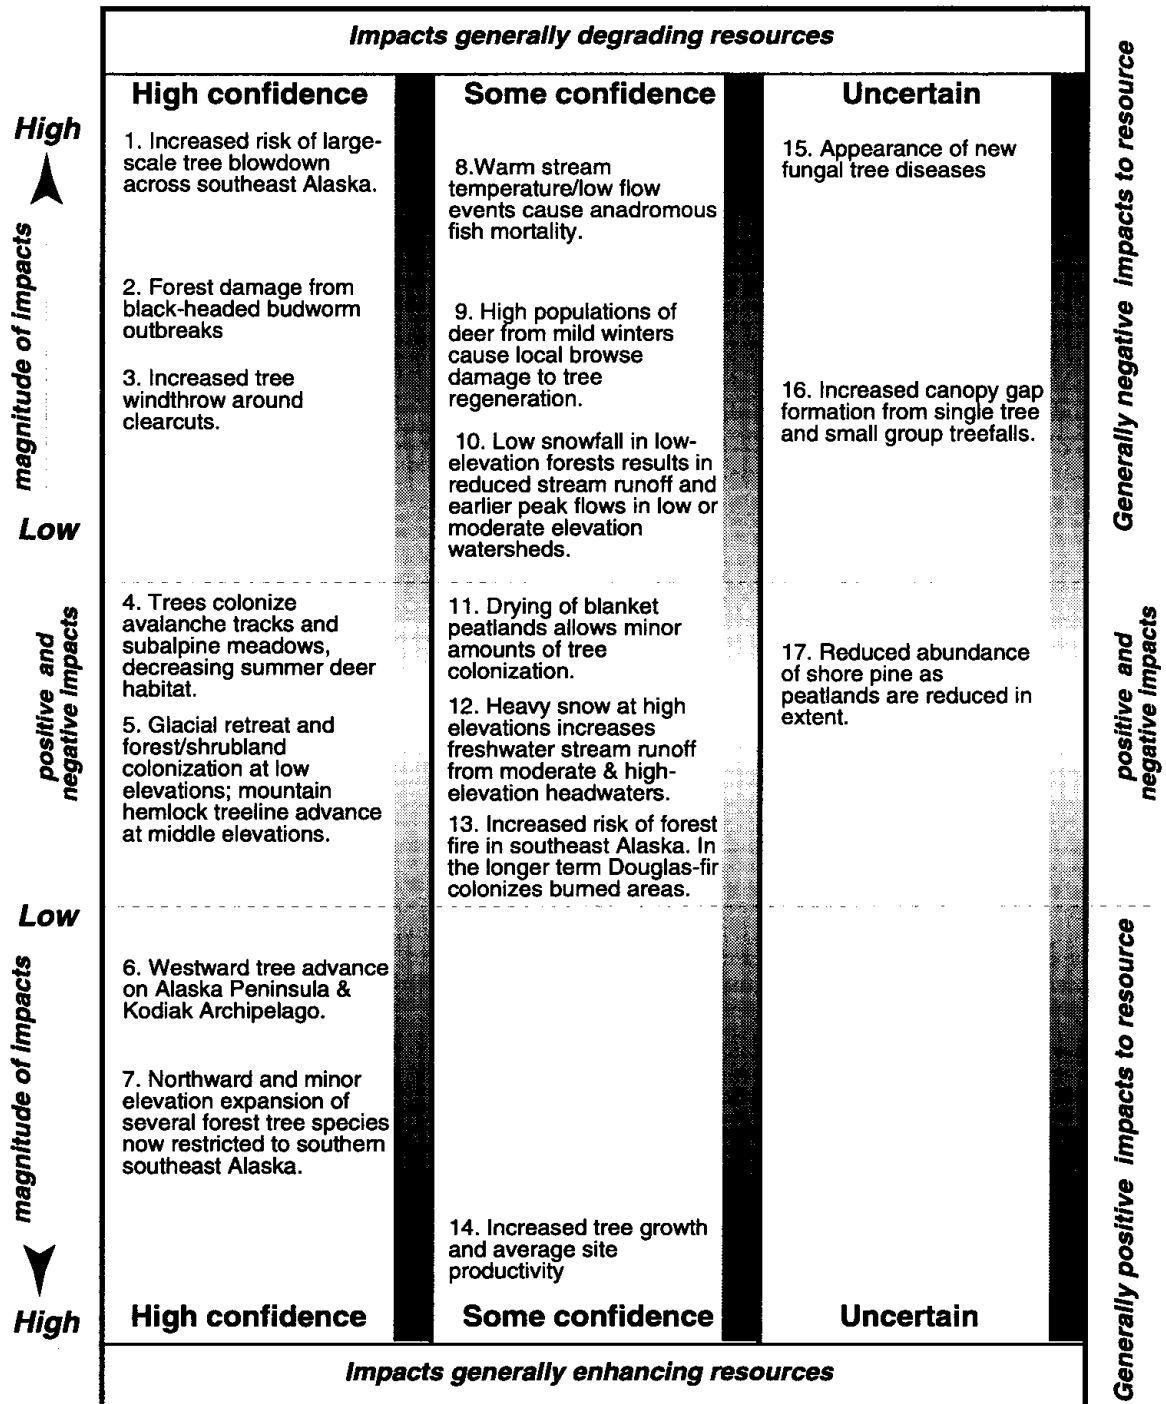 Impacts generally degrading resources
High confidence
1. Increased risk of large-
scale tree blowdown
across southeast Alaska.
2. Forest damage from
black-headed budworm
outbreaks
3. Increased tree
windthrow around
clearcuts.
4. Trees colonize
avalanche tracks and
subalpine meadows,
decreasing summer deer
habitat.
5. Glacial retreat and
forest/shrubland
colonization at low
elevations; mountain
hemlock treeline advance
at middle elevations.
6. Westward tree advance
on Alaska Peninsula &
Kodiak Archipelago.
7. Northward and minor
elevation expansion of
several forest tree species
now restricted to southern
southeast Alaska.
High confidence
Some confidence
8.Warm stream
temperature/low flow
events cause anadromous
fish mortality.
9. High populations of
deer from mild winters
cause local browse
damage to tree
regeneration.
10. Low snowfall in low-
elevation forests results in
reduced stream runoff and
earlier peak flows in low or
moderate elevation
watersheds.
11. Drying of blanket
peatlands allows minor
amounts of tree
colonization.
12. Heavy snow at high
elevations increases
freshwater stream runoff
from moderate & high-
elevation headwaters.
13. Increased risk of forest
fire in southeast Alaska. In
the longer term Douglas-fir
colonizes burned areas.
14. Increased tree growth
and average site
productivity
Some confidence
Uncertain
15. Appearance of new
fungal tree diseases
16. Increased canopy gap
formation from single tree
and small group treefalls.
17. Reduced abundance
of shore pine as
peatlands are reduced in
extent.
Uncertain
Impacts generally enhancing resources
High
magnitude of impacts
Low
positive and
negative impacts
Low
magnitude of impacts
High
Generally negative impacts to resource
positive and
negative impacts
Generally positive impacts to resource